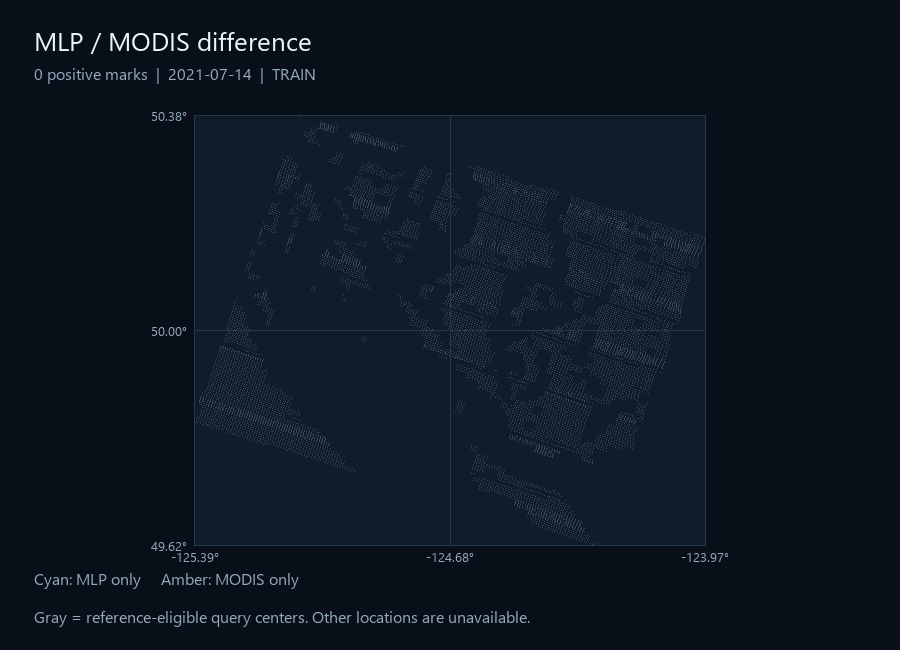 MLP / MODIS difference
0 positive marks | 2021-07-14 | TRAIN
50.38°
50.00°
49.62°
-125.39° -124.68° -123.97°
Cyan: MLP only Amber: MODIS only
Gray = reference-eligible query centers. Other locations are unavailable.